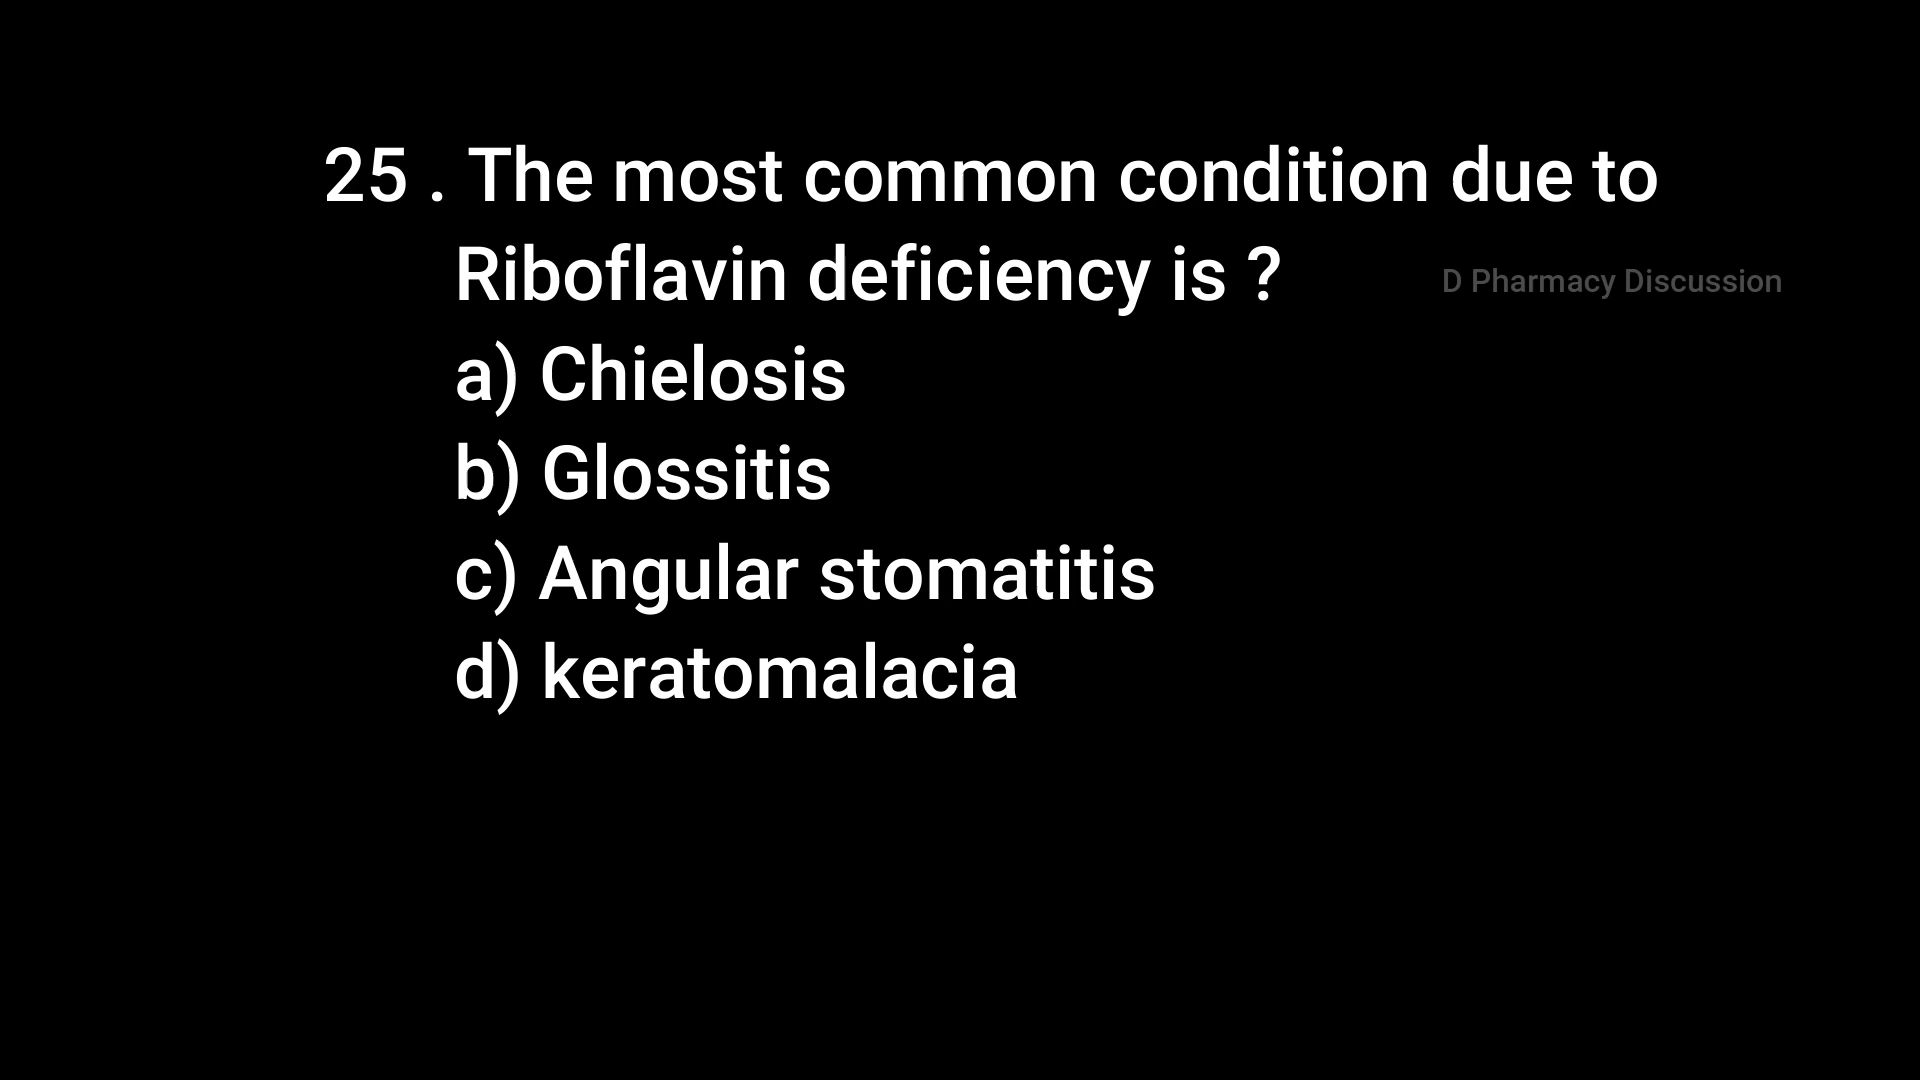 25 . The most common condition due to
Riboflavin deficiency is ?
D Pharmacy Discussion
a) Chielosis
b) Glossitis
c) Angular stomatitis
d) keratomalacia